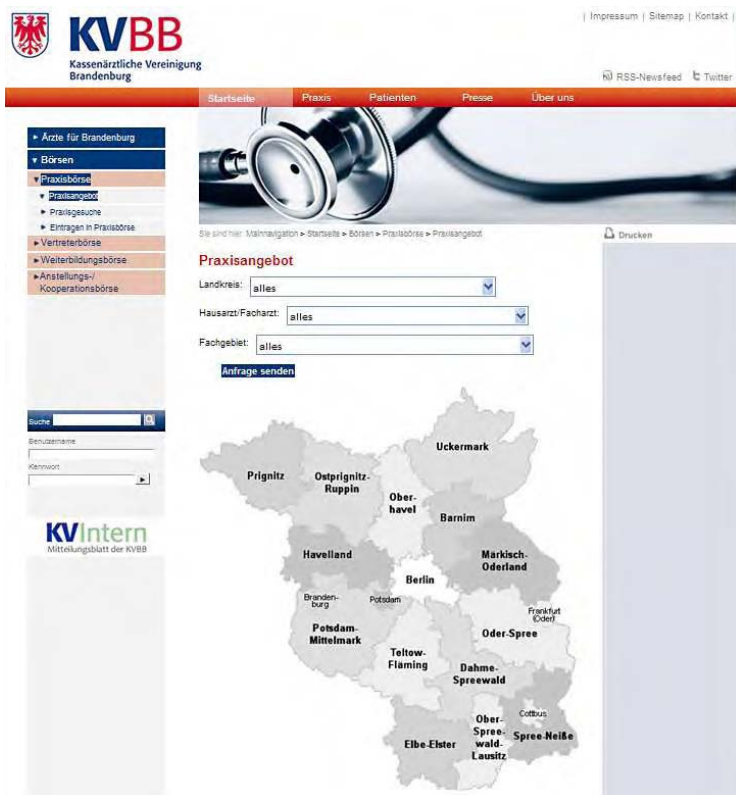 | Impressum | Sitemap | Kontakt |
KVBB
Kassenärztliche Vereinigung
Brandenburg
RSS-Newsfeed Twitter
Startseite Praxis Patienten Presse Über uns
▸ Ärzte für Brandenburg
▾ Börsen
▾ Praxisbörse
▾ Praxisangebot
▸ Praxisgesuche
▸ Eintragen in Praxisbörse
▸ Vertreterbörse
▸ Weiterbildungsbörse
▸ Anstellungs-/
Kooperationsbörse
Suche
Benutzername
Kennwort
KVIntern
Mitteilungsblatt der KVBB
Sie sind hier: Mainnavigation ▸ Startseite ▸ Börsen ▸ Praxisbörse ▸ Praxisangebot
Drucken
Praxisangebot
Landkreis: alles
Hausarzt/Facharzt: alles
Fachgebiet: alles
Anfrage senden
Uckermark
Prignitz
Ostprignitz-
Ruppin
Ober-
havel
Barnim
Havelland
Märkisch-
Oderland
Berlin
Branden-
burg
Potsdam
Frankfurt
(Oder)
Potsdam-
Mittelmark
Oder-Spree
Teltow-
Fläming
Dahme-
Spreewald
Cottbus
Ober-
Spree-
wald-
Lausitz
Spree-Neiße
Elbe-Elster